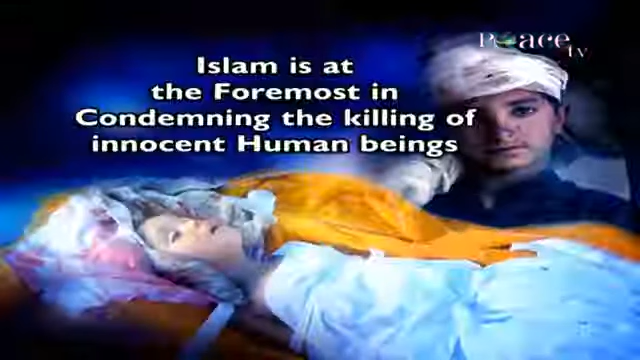 Peace tv
Islam is at
the Foremost in
Condemning the killing of
innocent Human beings